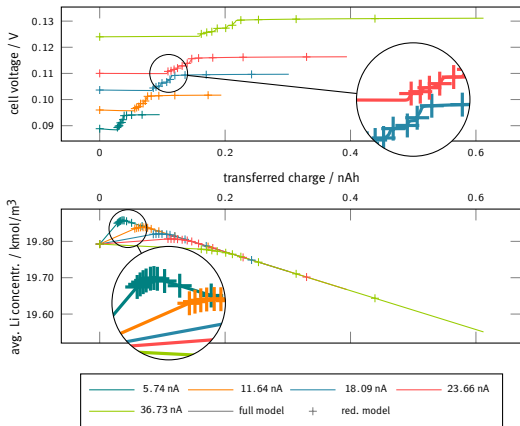 0.13
0.12
0.11
0.10
0.09
cell voltage / V
0 0.2 0.4 0.6
transferred charge / nAh
19.80
19.70
19.60
avg. Li concentr. / kmol/m³
0 0.2 0.4 0.6
5.74 nA 11.64 nA 18.09 nA 23.66 nA
36.73 nA full model red. model